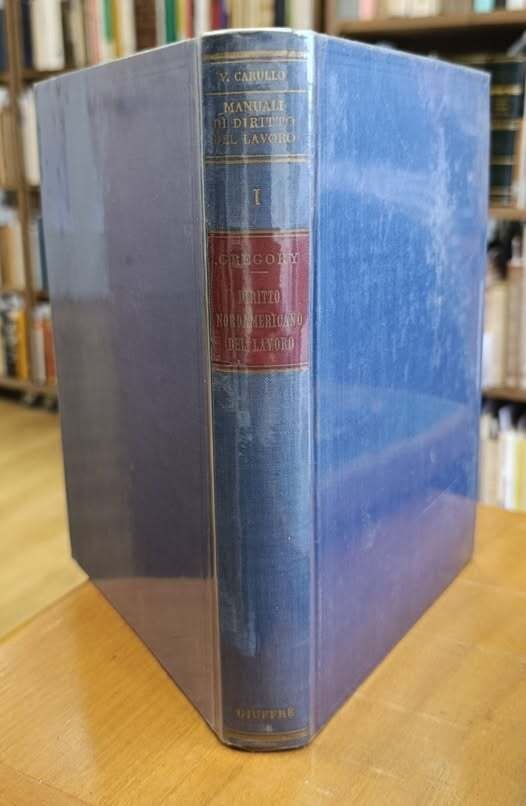 V. CARULLO
MANUALI
DI DIRITTO
DEL LAVORO
I
GREGORY
DIRITTO
NORDAMERICANO
DEL LAVORO
GIUFFRÈ